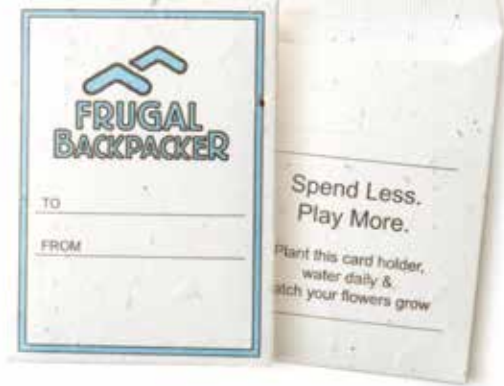 FRUGAL
BACKPACKER
TO
FROM
Spend Less.
Play More.
Plant this card holder,
water daily &
atch your flowers grow